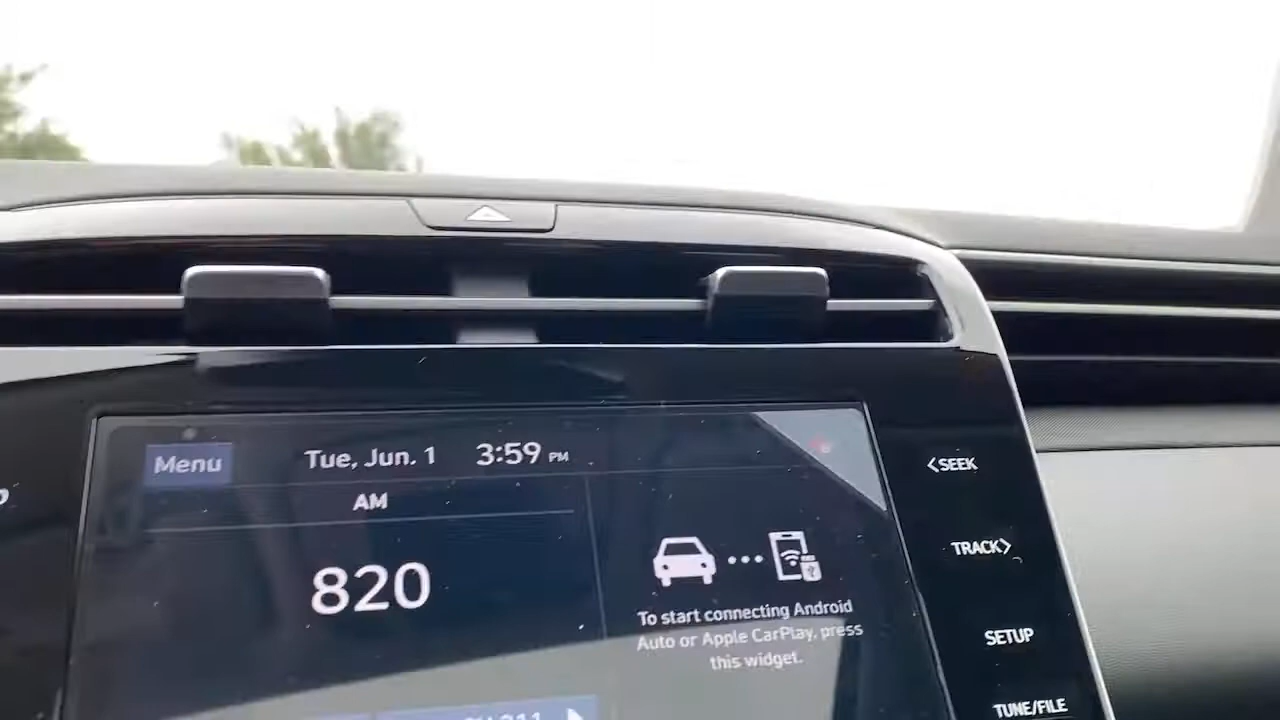 Menu
Tue, Jun. 1
3:59 PM
AM
820
To start connecting Android
Auto or Apple CarPlay, press
this widget.
<SEEK
TRACK>
SETUP
TUNE/FILE